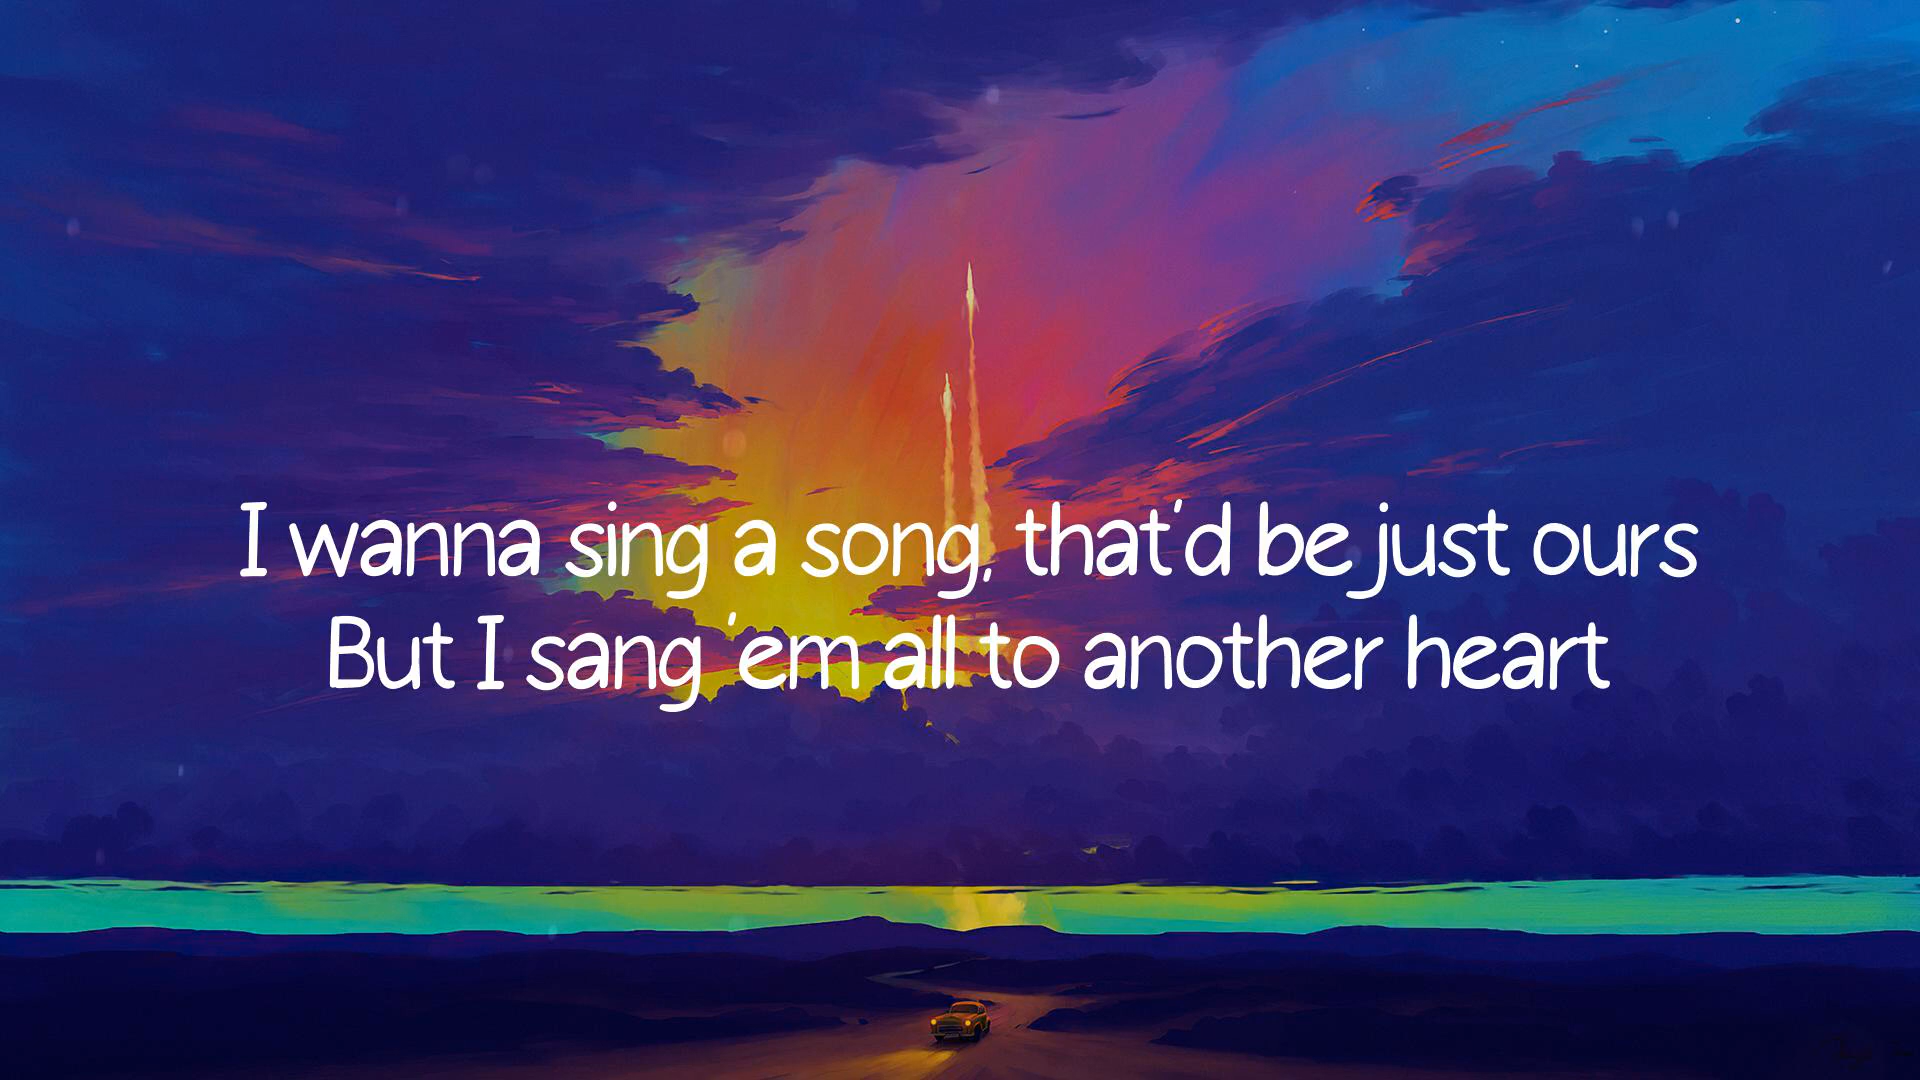 I wanna sing a song, that'd be just ours
But I sang 'em all to another heart